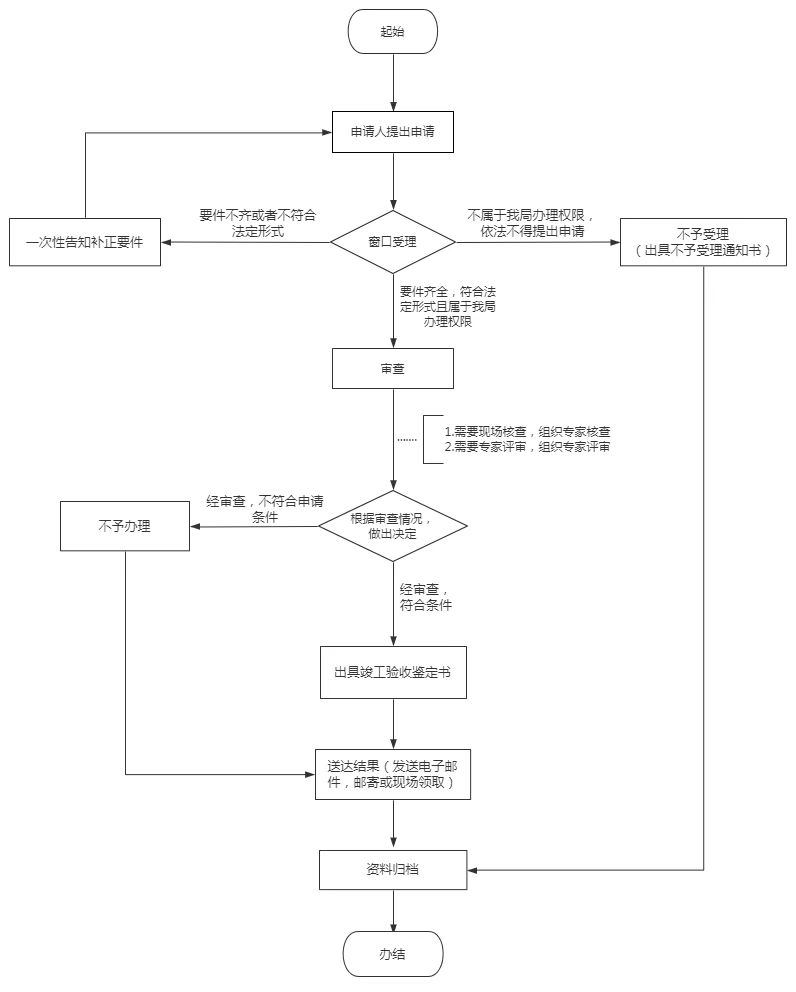 起始
申请人提出申请
要件不齐或者不符合
法定形式
不属于我局办理权限，
依法不得提出申请
一次性告知补正要件
窗口受理
不予受理
（出具不予受理通知书）
要件齐全，符合法
定形式且属于我局
办理权限
审查
.......
1.需要现场核查，组织专家核查
2.需要专家评审，组织专家评审
经审查，不符合申请
条件
不予办理
根据审查情况，
做出决定
经审查，
符合条件
出具竣工验收鉴定书
送达结果（发送电子邮
件，邮寄或现场领取）
资料归档
办结